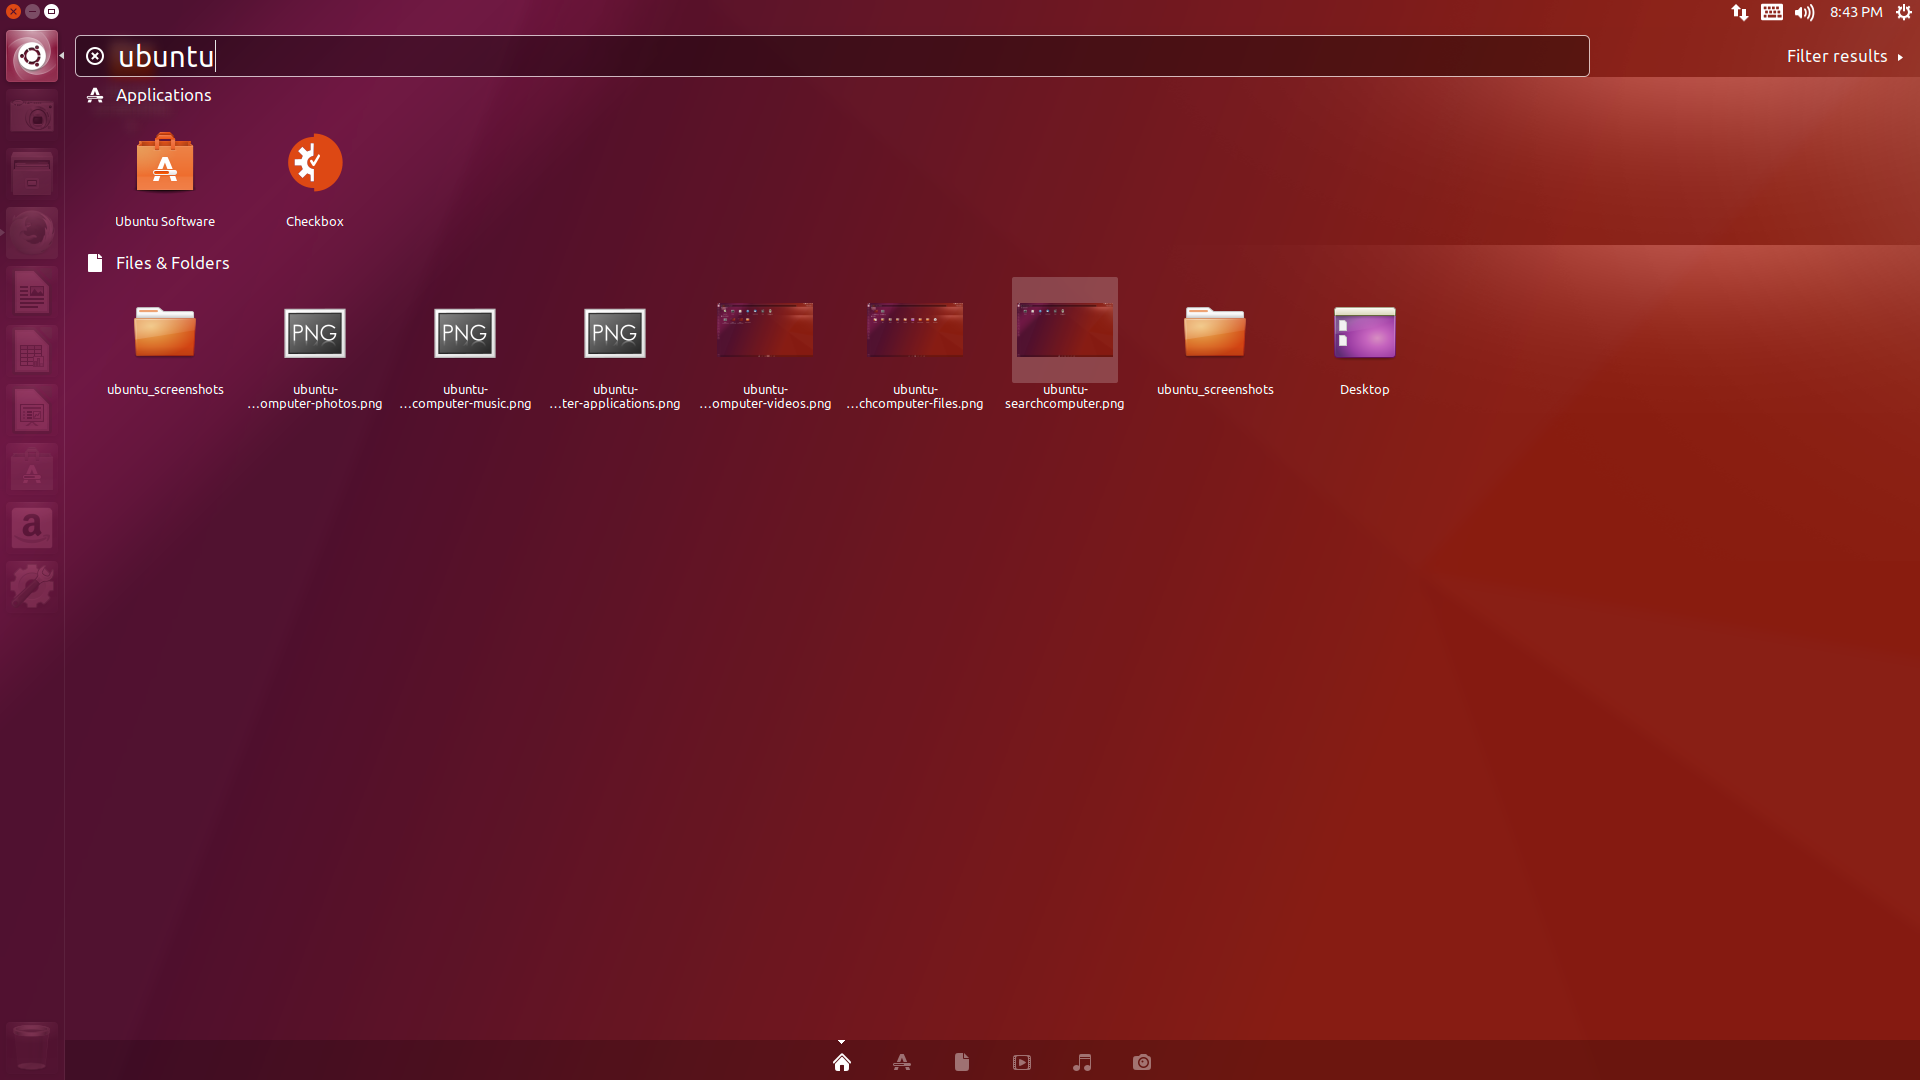 8:43 PM
ubuntu
Filter results
Applications
Ubuntu Software
Checkbox
Files & Folders
PNG
PNG
PNG
ubuntu_screenshots
ubuntu-
...omputer-photos.png
ubuntu-
...computer-music.png
ubuntu-
...ter-applications.png
ubuntu-
...omputer-videos.png
ubuntu-
...chcomputer-files.png
ubuntu-
searchcomputer.png
ubuntu_screenshots
Desktop